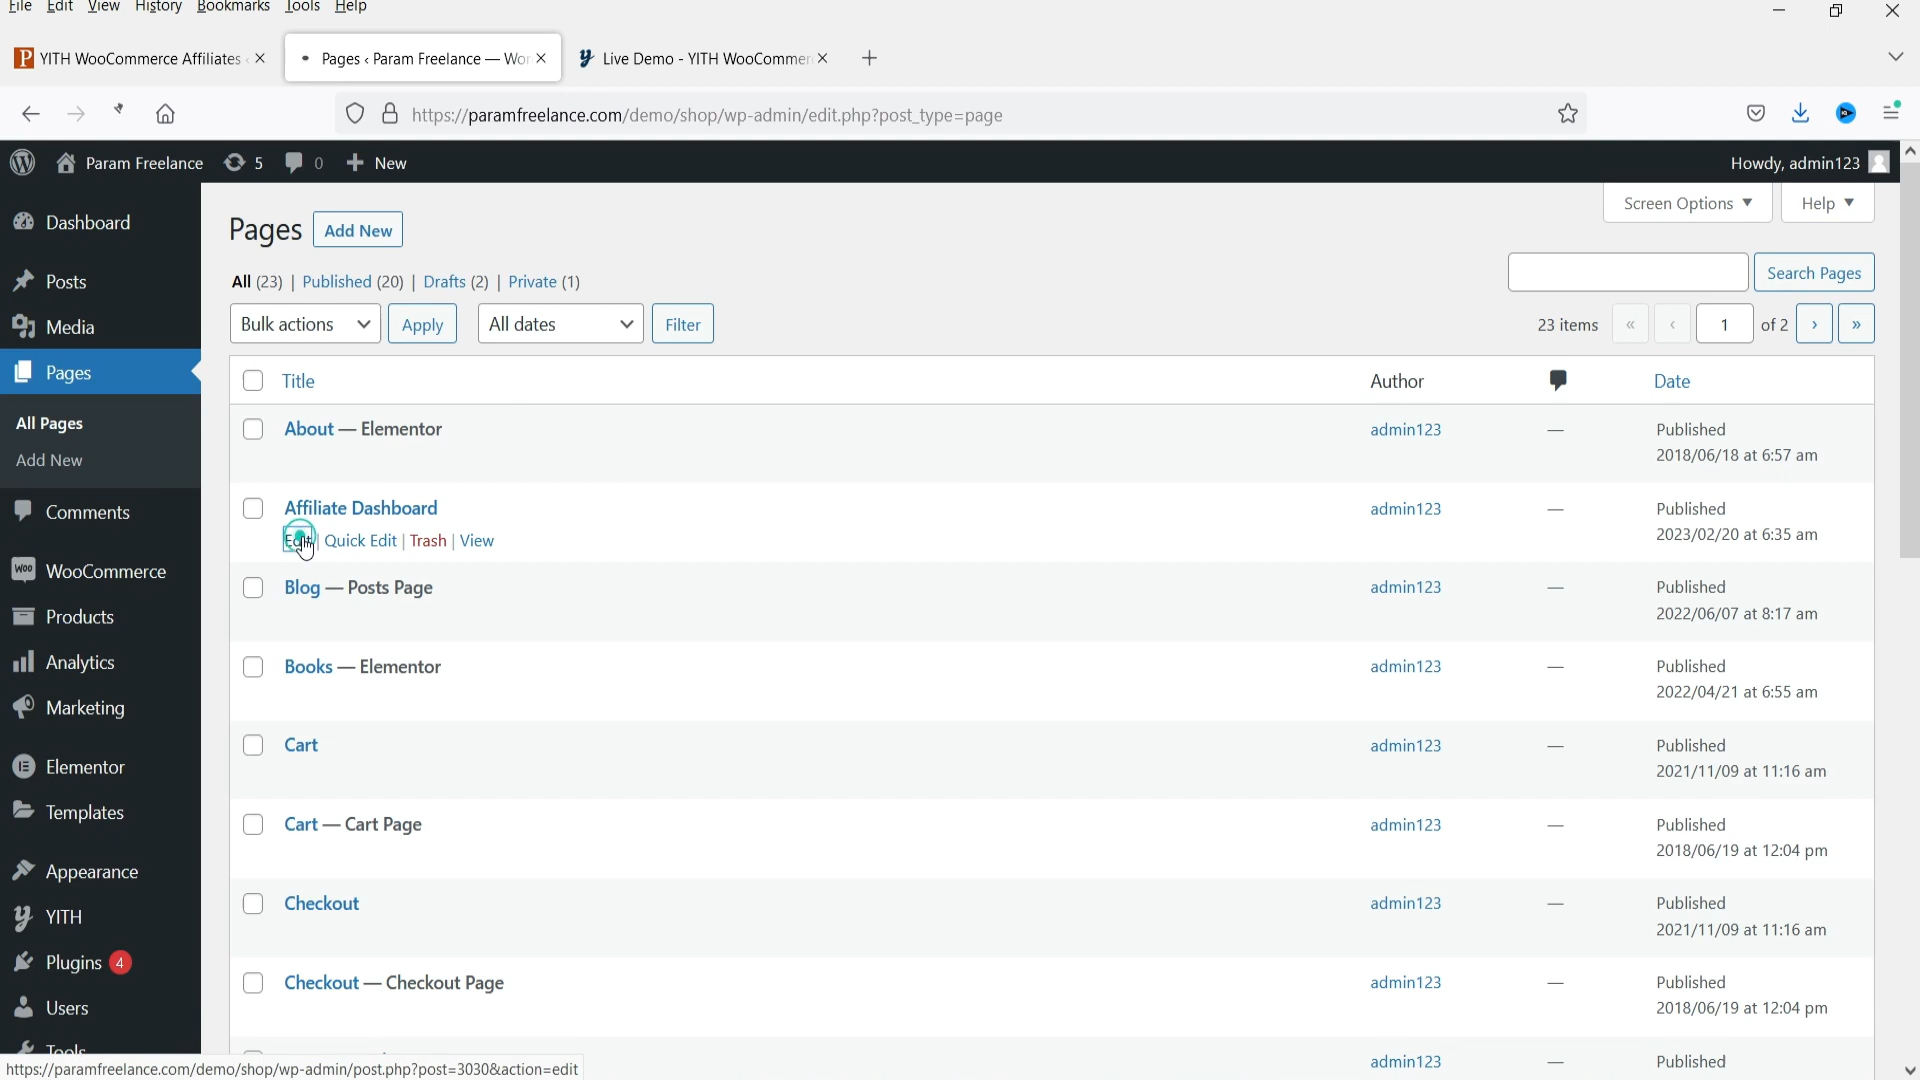 File Edit View History Bookmarks Tools Help
YITH WooCommerce Affiliates
Pages ‹ Param Freelance — Wor
Live Demo - YITH WooCommer
https://paramfreelance.com/demo/shop/wp-admin/edit.php?post_type=page
Param Freelance 5 0 New
Howdy, admin123
Dashboard
Posts
Media
Pages
All Pages
Add New
Comments
WooCommerce
Products
Analytics
Marketing
Elementor
Templates
Appearance
YITH
Plugins 4
Users
Tools
Screen Options Help
Pages Add New
All (23) | Published (20) | Drafts (2) | Private (1)
Search Pages
Bulk actions Apply All dates Filter
23 items « ‹ 1 of 2 › »
Title Author Date
About — Elementor admin123 — Published
2018/06/18 at 6:57 am
Affiliate Dashboard admin123 — Published
2023/02/20 at 6:35 am
Edit | Quick Edit | Trash | View
Blog — Posts Page admin123 — Published
2022/06/07 at 8:17 am
Books — Elementor admin123 — Published
2022/04/21 at 6:55 am
Cart admin123 — Published
2021/11/09 at 11:16 am
Cart — Cart Page admin123 — Published
2018/06/19 at 12:04 pm
Checkout admin123 — Published
2021/11/09 at 11:16 am
Checkout — Checkout Page admin123 — Published
2018/06/19 at 12:04 pm
admin123 — Published
https://paramfreelance.com/demo/shop/wp-admin/post.php?post=3030&action=edit